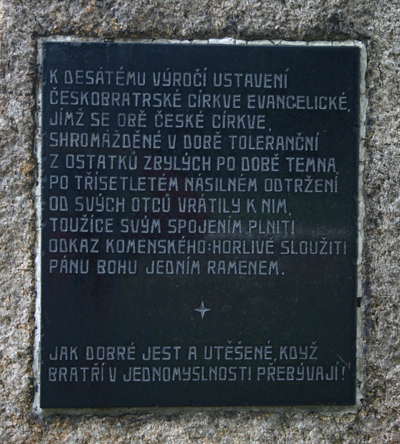 K DESÁTÉMU VÝROČÍ USTAVENÍ
ČESKOBRATRSKÉ CÍRKVE EVANGELICKÉ,
JÍMŽ SE OBĚ ČESKÉ CÍRKVE,
SHROMÁŽDĚNÉ V DOBĚ TOLERANČNÍ
Z OSTATKŮ ZBYLÝCH PO DOBĚ TEMNA,
PO TŘÍSETLETÉM NÁSILNÉM ODTRŽENÍ
OD SVÝCH OTCŮ VRÁTILY K NIM,
TOUŽÍCE SVÝM SPOJENÍM PLNITI
ODKAZ KOMENSKÉHO: HORLIVĚ SLOUŽITI
PÁNU BOHU JEDNÍM RAMENEM.
JAK DOBRÉ JEST A UTĚŠENÉ, KDYŽ
BRATŘÍ V JEDNOMYSLNOSTI PŘEBÝVAJÍ!